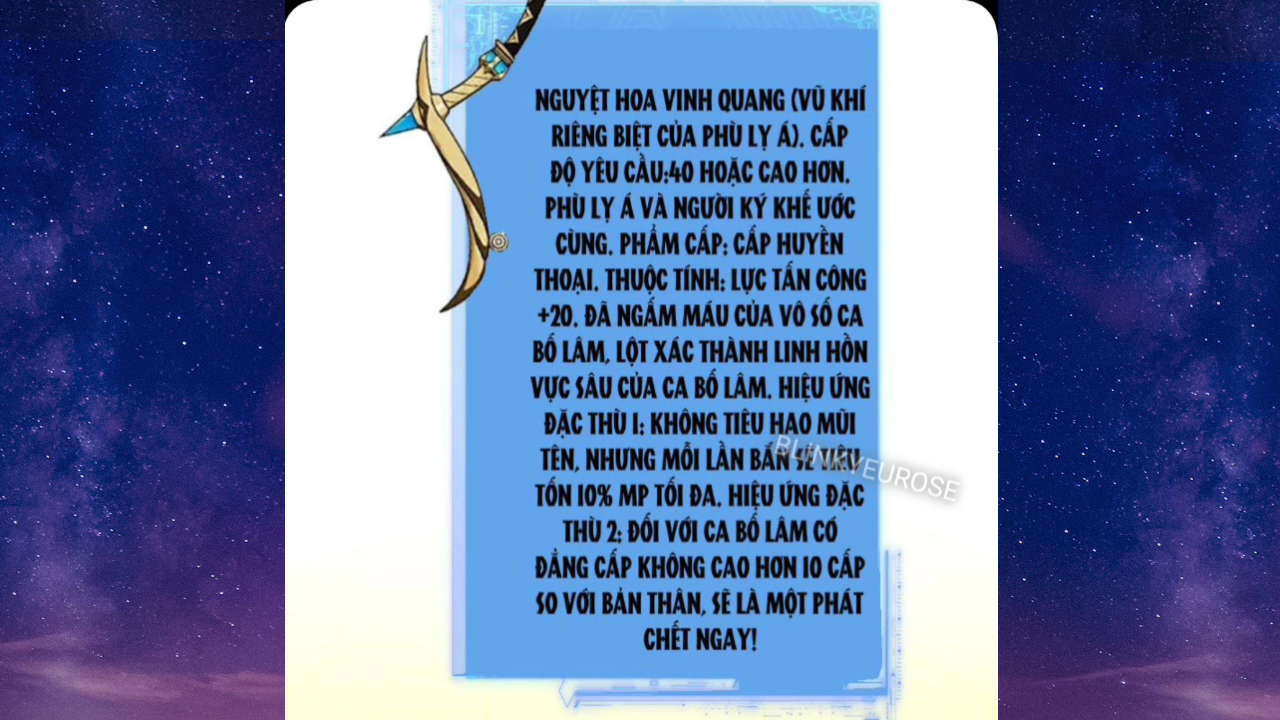 NGUYỆT HOA VINH QUANG (VŨ KHÍ
RIÊNG BIỆT CỦA PHÙ LY Á). CẤP
ĐỘ YÊU CẦU:40 HOẶC CAO HƠN.
PHÙ LY Á VÀ NGƯỜI KÝ KHẾ ƯỚC
CÙNG. PHẨM CẤP: CẤP HUYỀN
THOẠI. THUỘC TÍNH: LỰC TẤN CÔNG
+20. ĐÃ NGẤM MÁU CỦA VÔ SỐ CA
BỐ LÂM, LỘT XÁC THÀNH LINH HỒN
VỰC SÂU CỦA CA BỐ LÂM. HIỆU ỨNG
ĐẶC THÙ 1: KHÔNG TIÊU HAO MŨI
TÊN, NHƯNG MỖI LẦN BẮN SẼ TIÊU
TỐN 10% MP TỐI ĐA. HIỆU ỨNG ĐẶC
THÙ 2: ĐỐI VỚI CA BỐ LÂM CÓ
ĐẲNG CẤP KHÔNG CAO HƠN 10 CẤP
SO VỚI BẢN THÂN, SẼ LÀ MỘT PHÁT
CHẾT NGAY!
BLINKYEUROSE